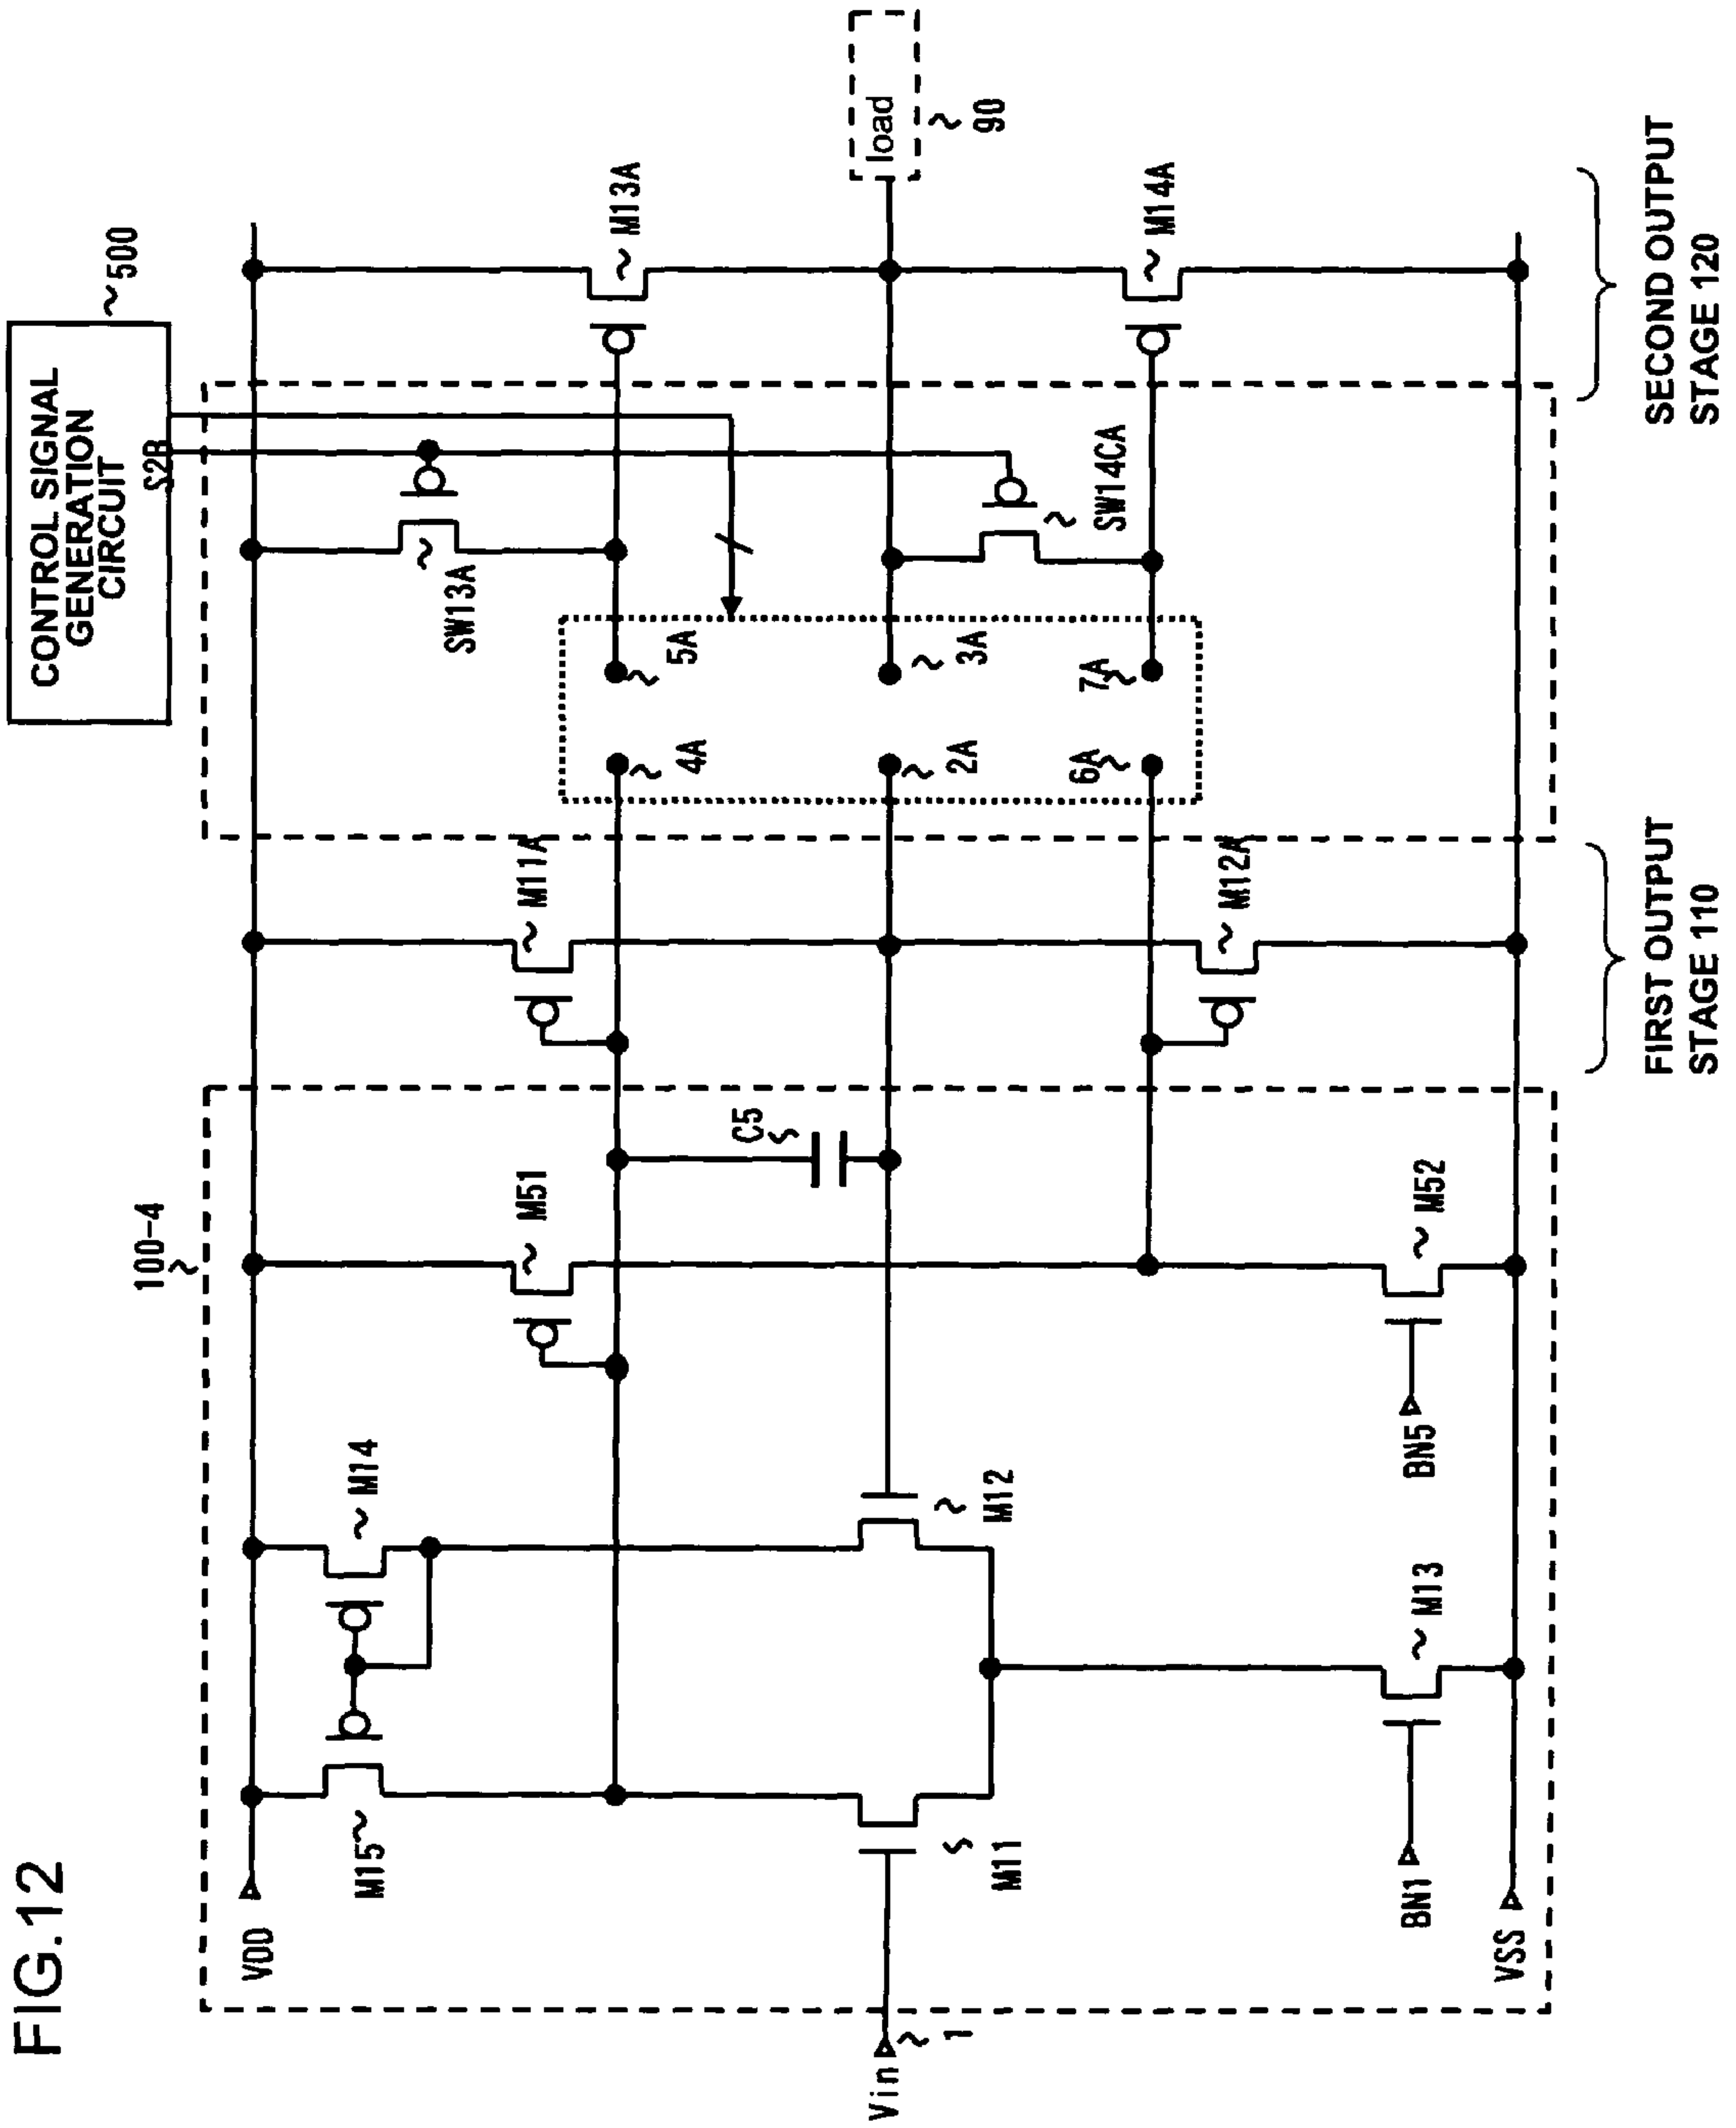 FIG.12
CONTROL SIGNAL
GENERATION
CIRCUIT
500
S2B
100-4
VDD
M15
M14
M51
M11A
SW13A
M13A
C5
4A
5A
Vin
1
M11
M12
2A
3A
load
90
6A
7A
SW14CA
M14A
M12A
BN1
M13
BN5
M52
VSS
FIRST OUTPUT
STAGE 110
SECOND OUTPUT
STAGE 120